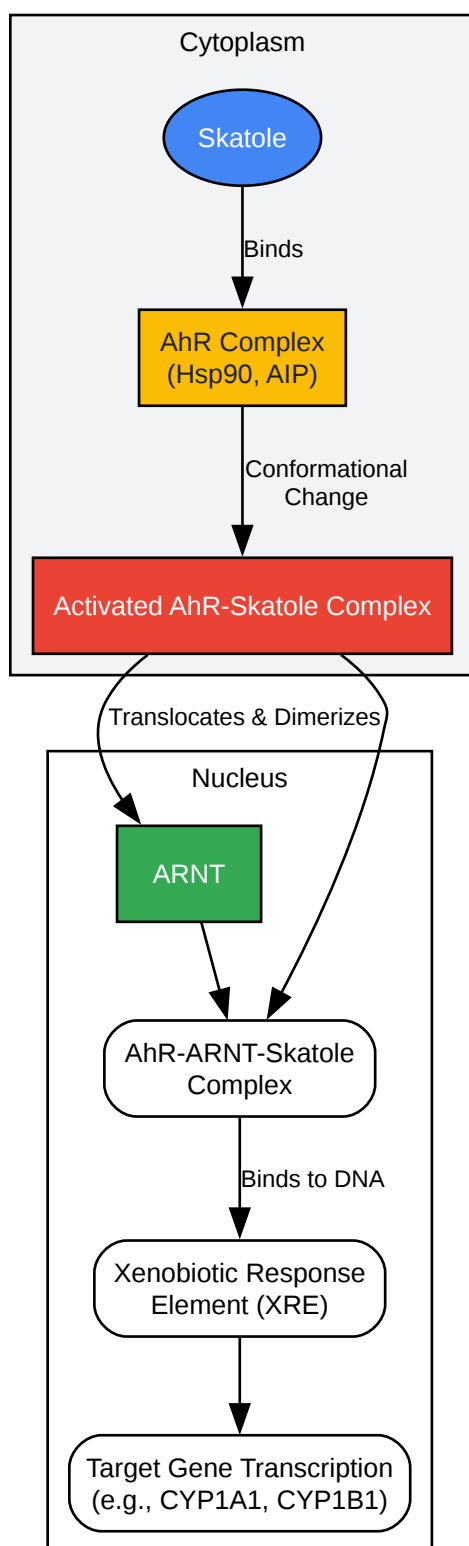 Cytoplasm
Skatole
Binds
AhR Complex
(Hsp90, AIP)
Conformational
Change
Activated AhR-Skatole Complex
Translocates & Dimerizes
Nucleus
ARNT
AhR-ARNT-Skatole
Complex
Binds to DNA
Xenobiotic Response
Element (XRE)
Target Gene Transcription
(e.g., CYP1A1, CYP1B1)